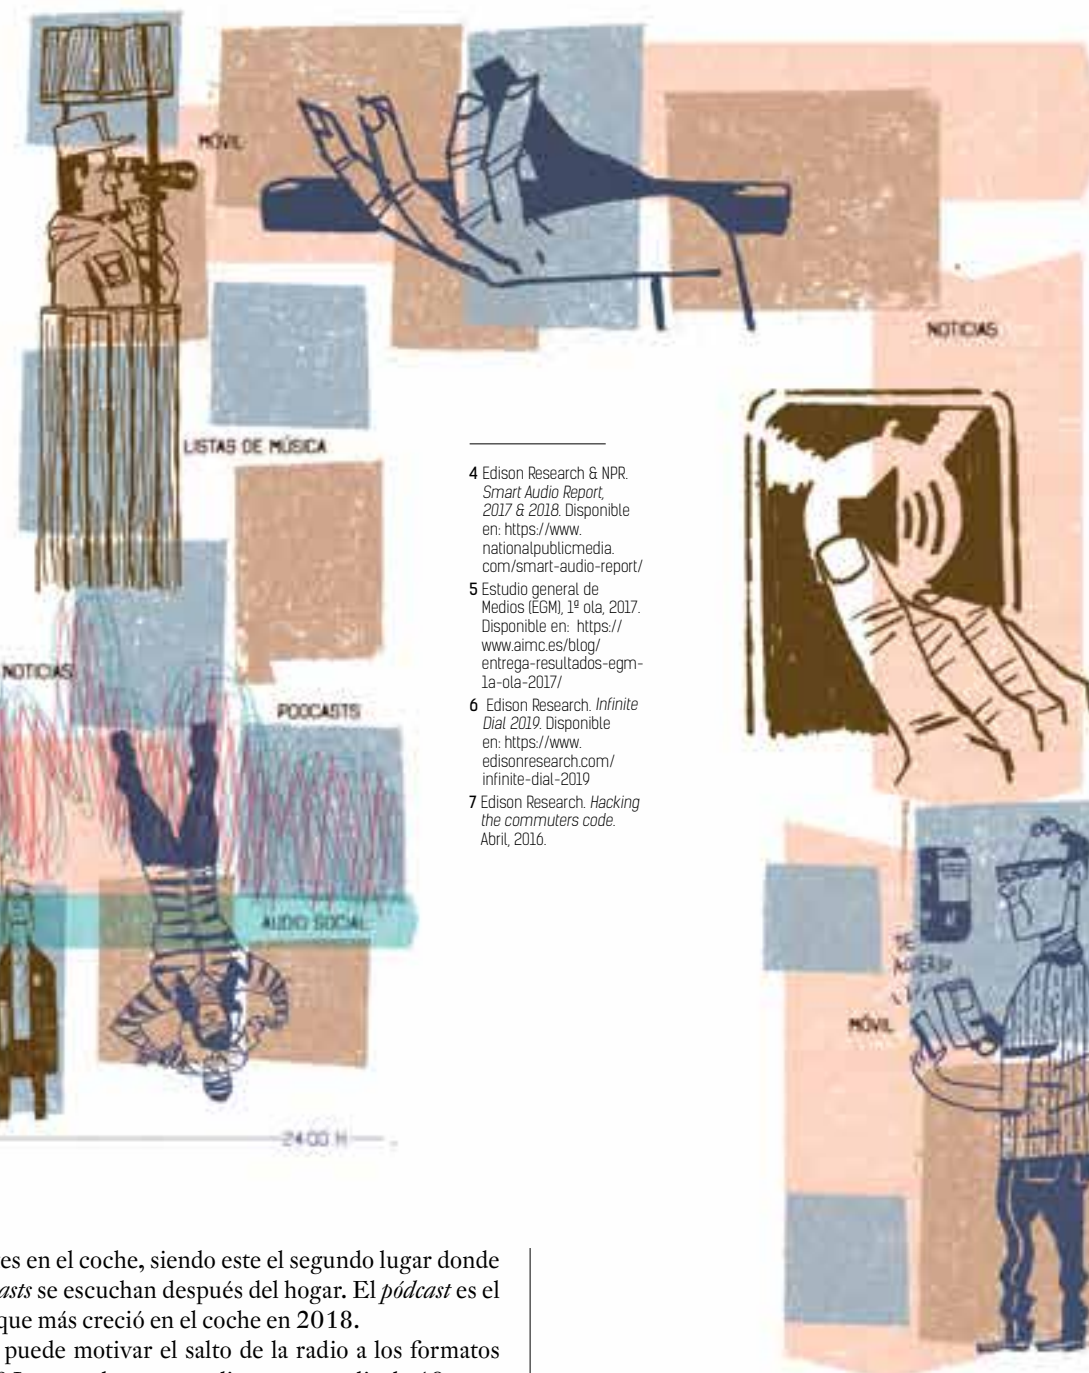 MÓVIL
NOTICIAS
LISTAS DE MÚSICA
4 Edison Research & NPR.
Smart Audio Report,
2017 & 2018. Disponible
en: https://www.
nationalpublicmedia.
com/smart-audio-report/
5 Estudio general de
Medios (EGM), 1ª ola, 2017.
Disponible en: https://
www.aimc.es/blog/
entrega-resultados-egm-
1a-ola-2017/
6 Edison Research. Infinite
Dial 2019. Disponible
en: https://www.
edisonresearch.com/
infinite-dial-2019
7 Edison Research. Hacking
the commuters code.
Abril, 2016.
NOTICIAS
PODCASTS
AUDIO SOCIAL
MÓVIL
24:00 H
es en el coche, siendo este el segundo lugar donde
asts se escuchan después del hogar. El pódcast es el
que más creció en el coche en 2018.
puede motivar el salto de la radio a los formatos